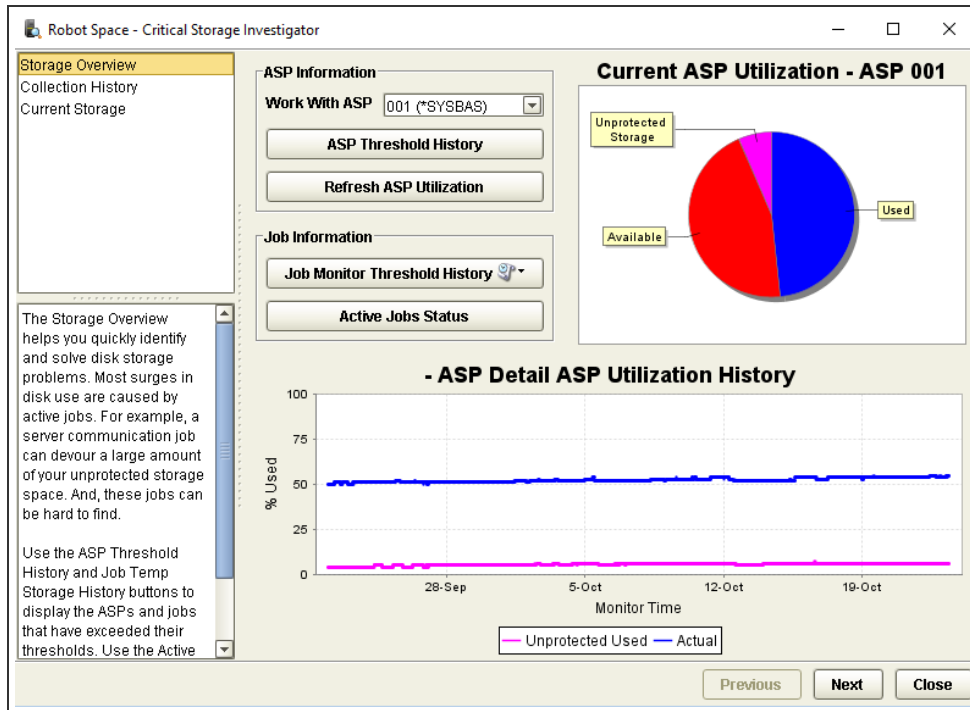 Robot Space - Critical Storage Investigator
Storage Overview
Collection History
Current Storage
The Storage Overview
helps you quickly identify
and solve disk storage
problems. Most surges in
disk use are caused by
active jobs. For example, a
server communication job
can devour a large amount
of your unprotected storage
space. And, these jobs can
be hard to find.
Use the ASP Threshold
History and Job Temp
Storage History buttons to
display the ASPs and jobs
that have exceeded their
thresholds. Use the Active
ASP Information
Work With ASP 001 (*SYSBAS)
ASP Threshold History
Refresh ASP Utilization
Job Information
Job Monitor Threshold History
Active Jobs Status
Current ASP Utilization - ASP 001
Unprotected
Storage
Used
Available
- ASP Detail ASP Utilization History
% Used
100
75
50
25
0
28-Sep 5-Oct 12-Oct 19-Oct
Monitor Time
Unprotected Used Actual
Previous Next Close